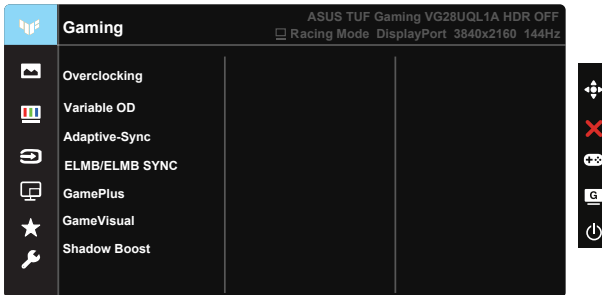 Gaming
ASUS TUF Gaming VG28UQL1A HDR OFF
Racing Mode DisplayPort 3840x2160 144Hz
Overclocking
Variable OD
Adaptive-Sync
ELMB/ELMB SYNC
GamePlus
GameVisual
Shadow Boost
G